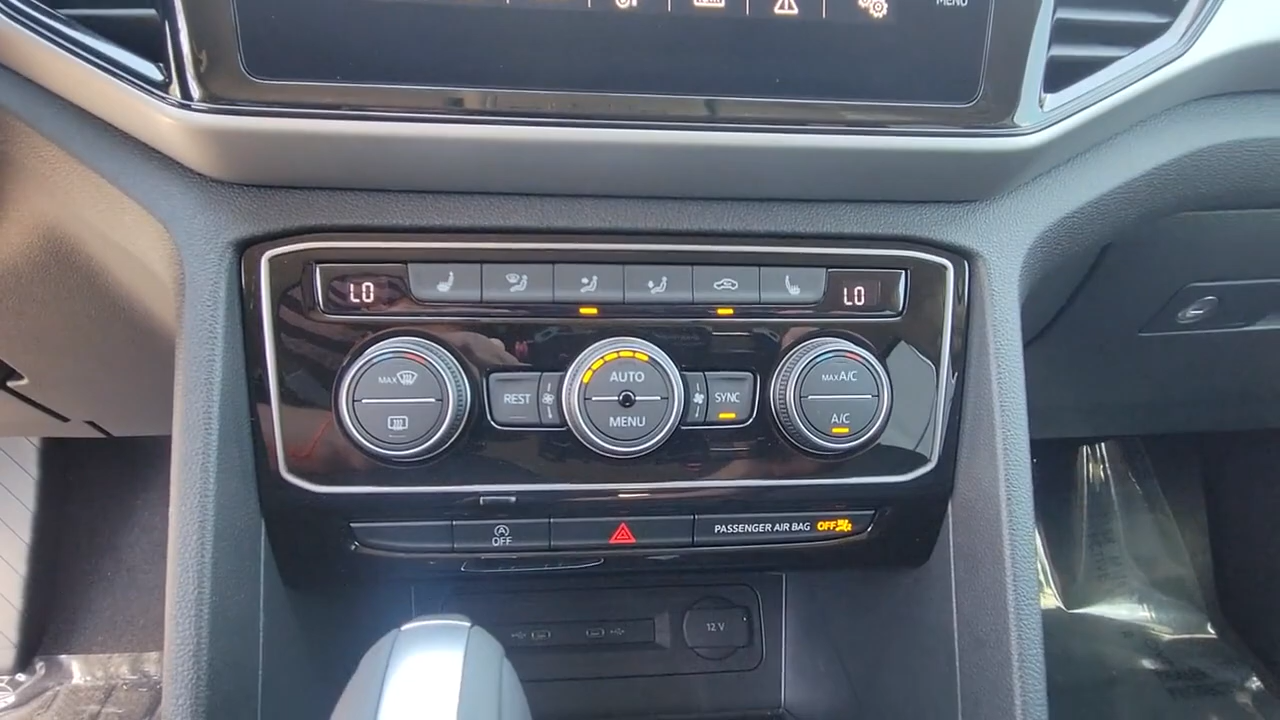 MENU
LO
LO
MAX
AUTO
MAX A/C
REST
SYNC
MENU
A/C
OFF
PASSENGER AIR BAG OFF
12 V